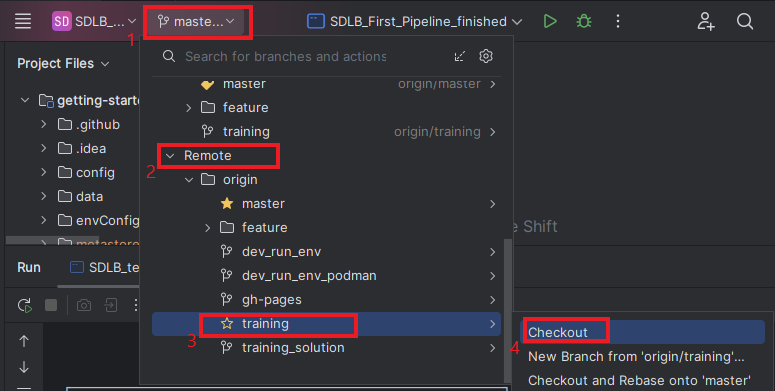 SD SDLB_... maste... SDLB_First_Pipeline_finished
1
Search for branches and actions
Project Files
master origin/master
getting-starte
feature
.github
training origin/training
.idea
Remote
2
config
origin
data
master
envConfig
feature
e Shift
metastore
dev_run_env
Run SDLB_te
dev_run_env_podman
gh-pages
training
3
Checkout
4
training_solution
New Branch from 'origin/training'...
Checkout and Rebase onto 'master'